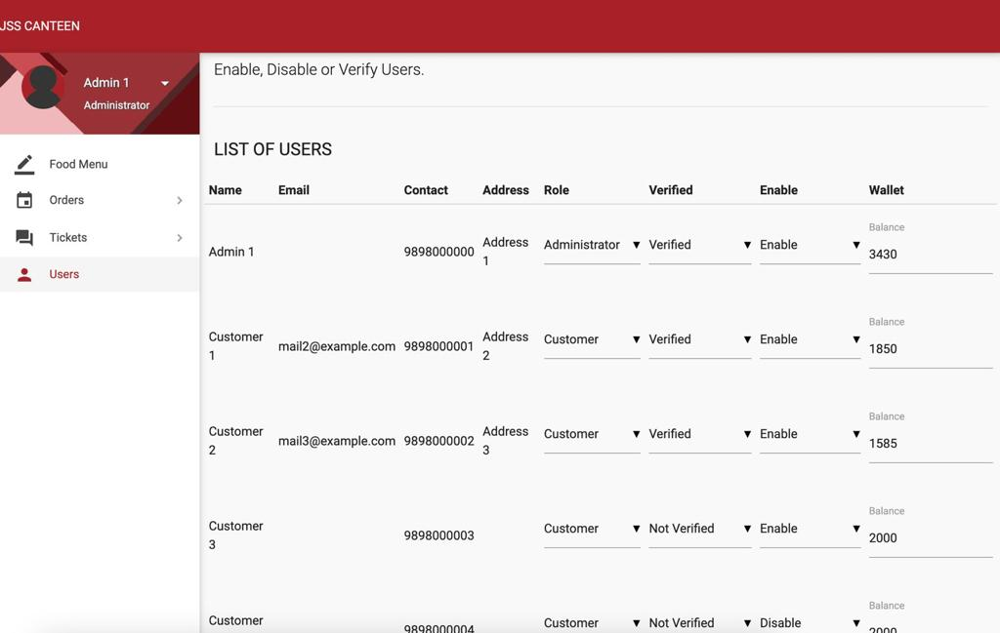 JSS CANTEEN
Admin 1
Administrator
Food Menu
Orders
Tickets
Users
Enable, Disable or Verify Users.
LIST OF USERS
Name Email Contact Address Role Verified Enable Wallet
Balance
Admin 1 9898000000 Address 1 Administrator Verified Enable 3430
Balance
Customer 1 mail2@example.com 9898000001 Address 2 Customer Verified Enable 1850
Balance
Customer 2 mail3@example.com 9898000002 Address 3 Customer Verified Enable 1585
Balance
Customer 3 9898000003 Customer Not Verified Enable 2000
Balance
Customer 9898000004 Customer Not Verified Disable 2000